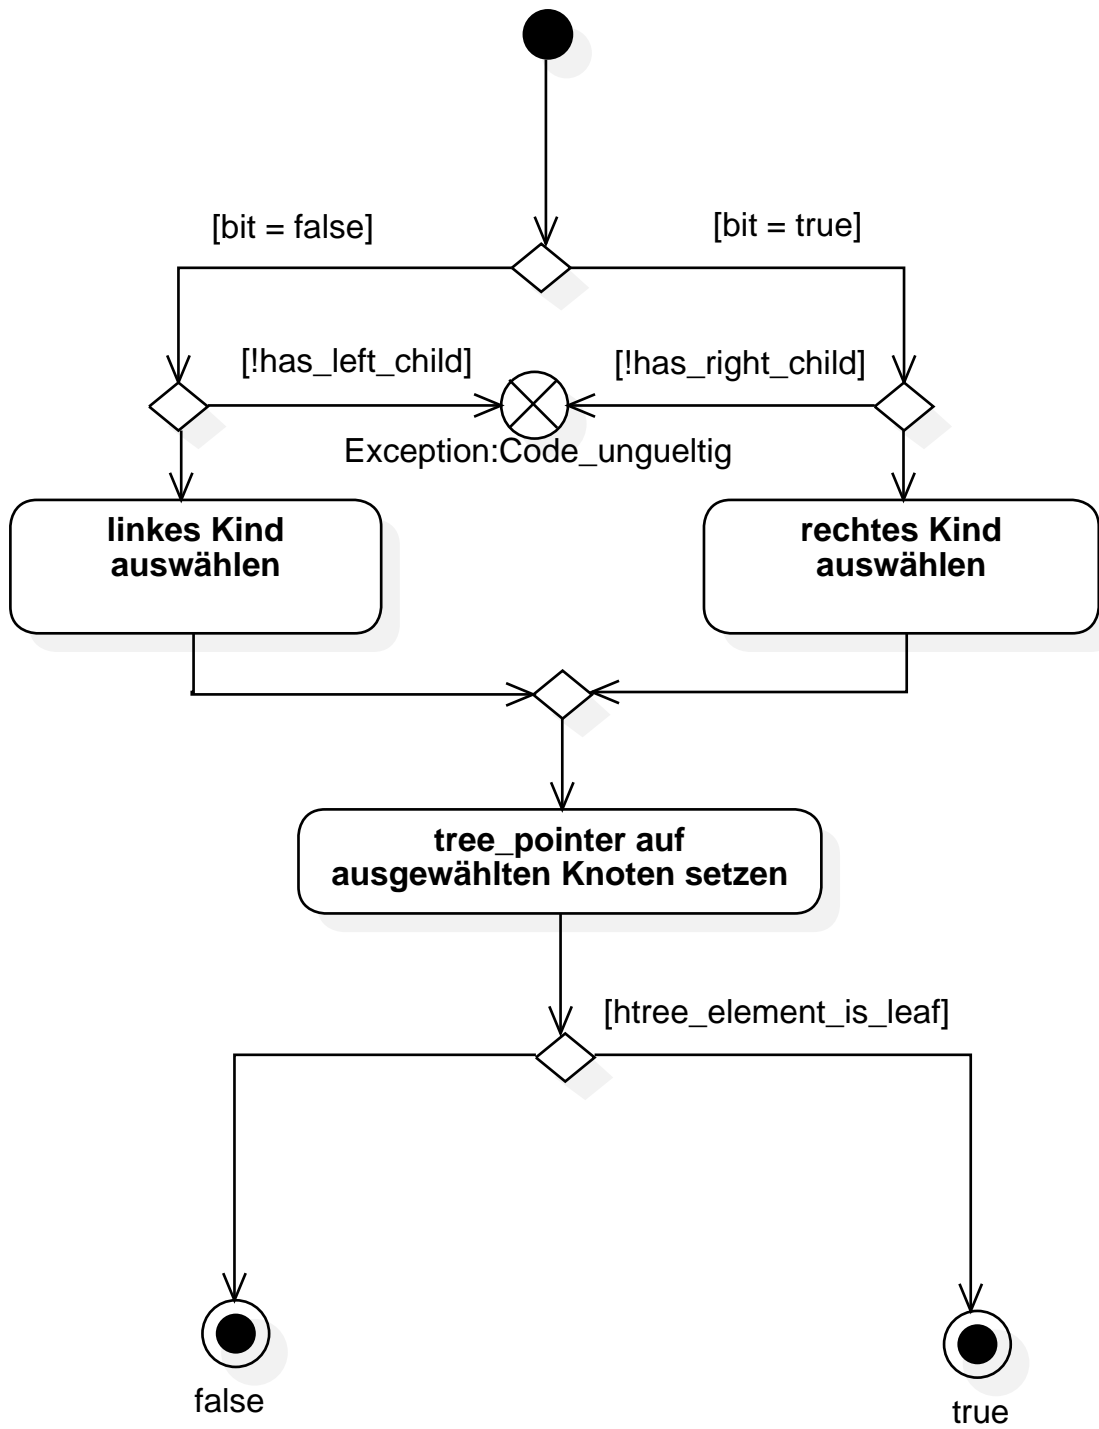 [bit = false]
[bit = true]
[!has_left_child]
[!has_right_child]
Exception:Code_ungueltig
linkes Kind
auswählen
rechtes Kind
auswählen
tree_pointer auf
ausgewählten Knoten setzen
[htree_element_is_leaf]
false
true